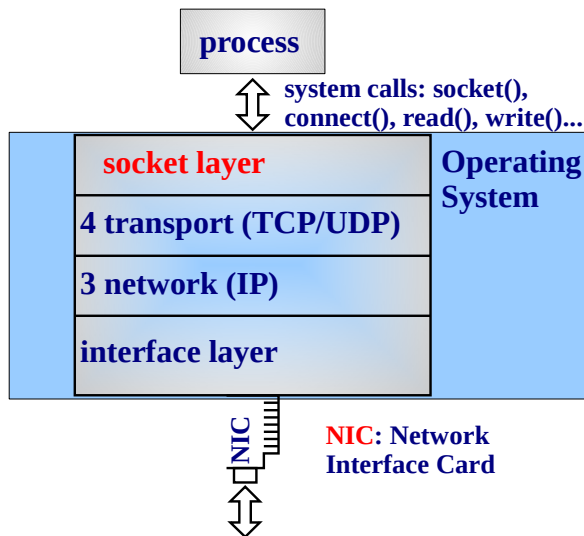 process
system calls: socket(),
connect(), read(), write()...
socket layer
Operating
System
4 transport (TCP/UDP)
3 network (IP)
interface layer
NIC
NIC: Network
Interface Card